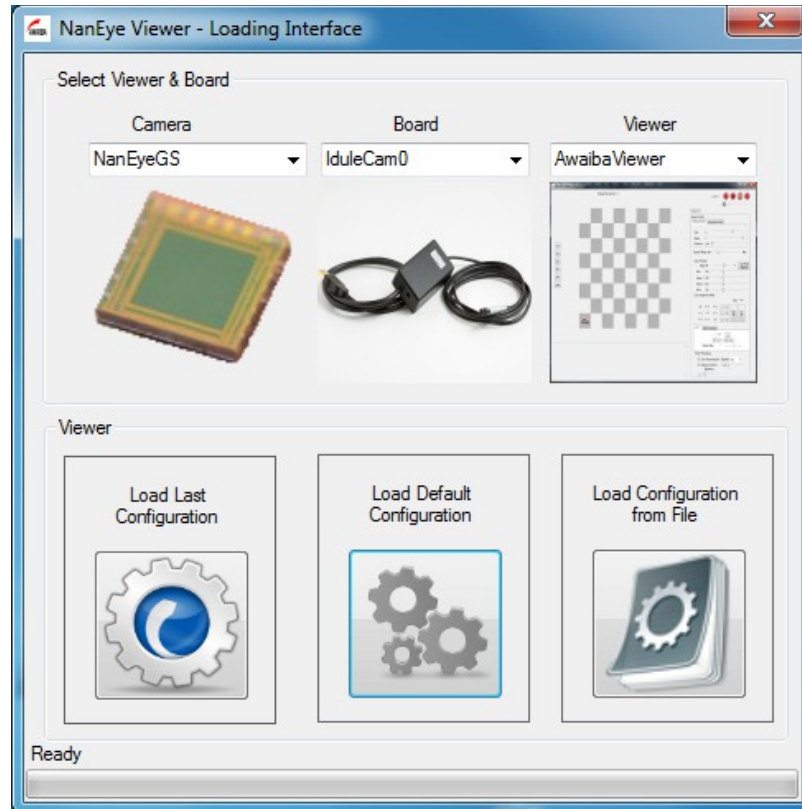 NanEye Viewer - Loading Interface
Select Viewer & Board
Camera Board Viewer
NanEyeGS IduleCam0 AwaibaViewer
Viewer
Load Last
Configuration
Load Default
Configuration
Load Configuration
from File
Ready